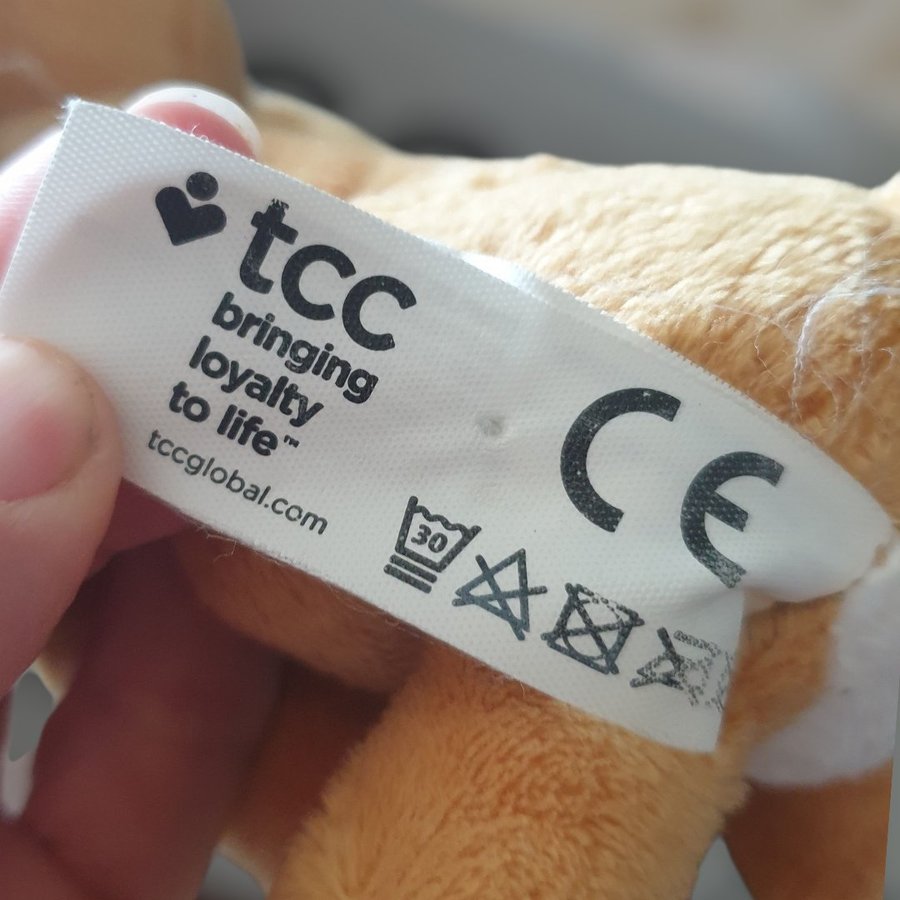 tcc
bringing
loyalty
to life™
tccglobal.com
CE
30